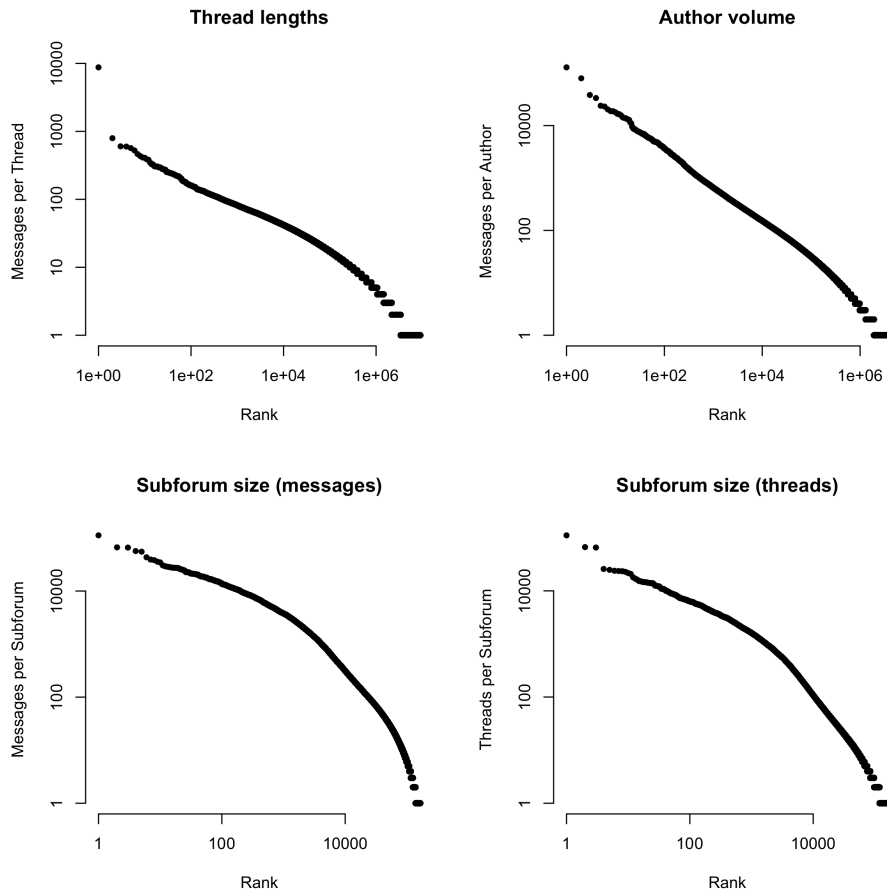 Thread lengths
Messages per Thread
10000
1000
100
10
1
1e+00 1e+02 1e+04 1e+06
Rank
Author volume
Messages per Author
10000
100
1
1e+00 1e+02 1e+04 1e+06
Rank
Subforum size (messages)
Messages per Subforum
10000
100
1
1 100 10000
Rank
Subforum size (threads)
Threads per Subforum
10000
100
1
1 100 10000
Rank